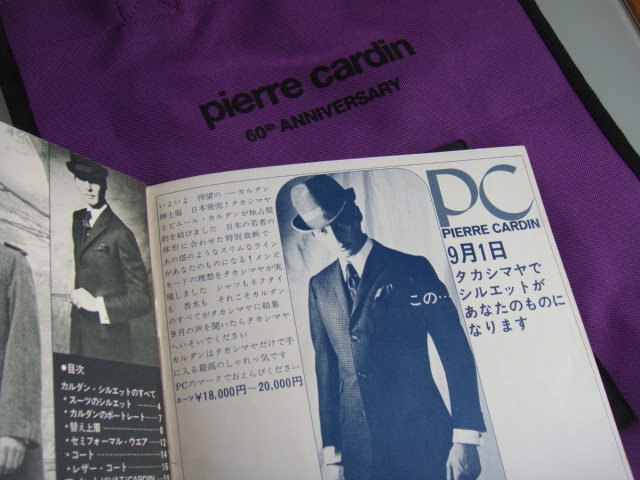 pierre cardin
60th ANNIVERSARY
いよいよ 待望の──カルダン
紳士服 日本発売！タカシマヤ
とピエール・カルダンが独占契
約を結びました 日本の若者の
体形に合わせた特別裁断で
あの塔のようなスリムなライン
があなたのものになる！メンズ
モードの理想をタカシマヤが実
現しました シャツもネクタイ
も 香水も それこそカルダン
のすべてがタカシマヤに結集
9月の声を聞いたらタカシマヤ
へいそいでください
カルダンはタカシマヤだけで手
に入る最高のしゃれっ気です
PCのマークでおえらびください
スーツ ¥18,000円〜20,000円
この…
PC
PIERRE CARDIN
9月1日
タカシマヤで
シルエットが
あなたのものに
なります
●目次
カルダン・シルエットのすべて
・スーツのシルエット……4
・カルダンのポートレート…7
・替え上着……8
・セミフォーマル・ウエア…12
・コート……14
・レザー・コート……16